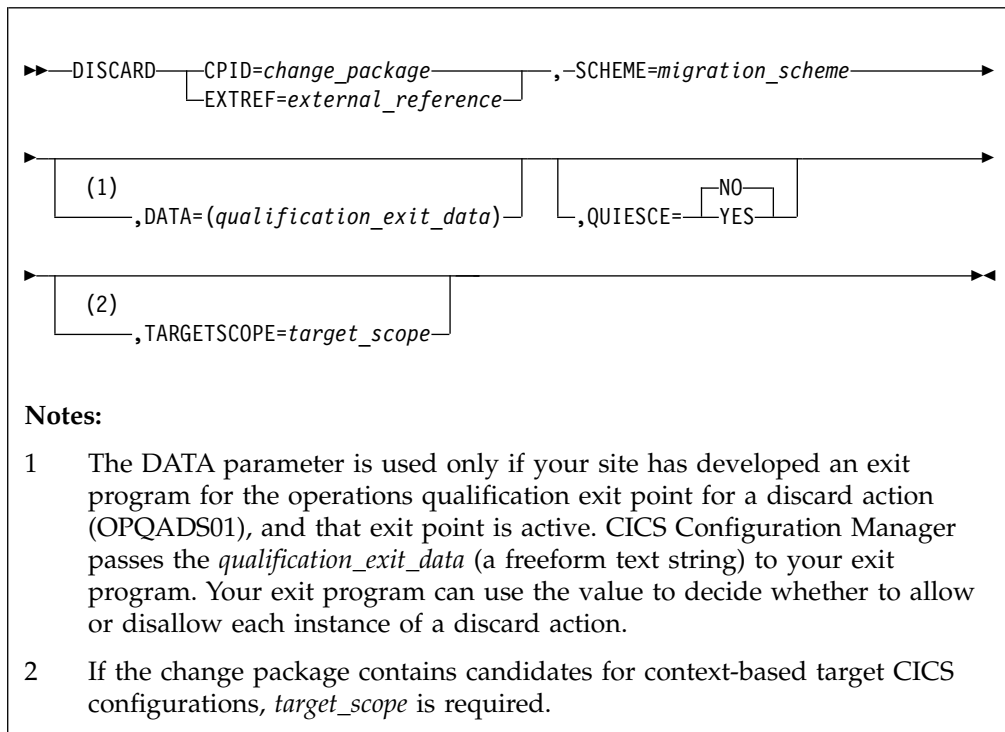 DISCARD CPID=change_package ,SCHEME=migration_scheme
EXTREF=external_reference
(1) NO
,DATA=(qualification_exit_data) ,QUIESCE= YES
(2)
,TARGETSCOPE=target_scope
Notes:
1 The DATA parameter is used only if your site has developed an exit
program for the operations qualification exit point for a discard action
(OPQADS01), and that exit point is active. CICS Configuration Manager
passes the qualification_exit_data (a freeform text string) to your exit
program. Your exit program can use the value to decide whether to allow
or disallow each instance of a discard action.
2 If the change package contains candidates for context-based target CICS
configurations, target_scope is required.